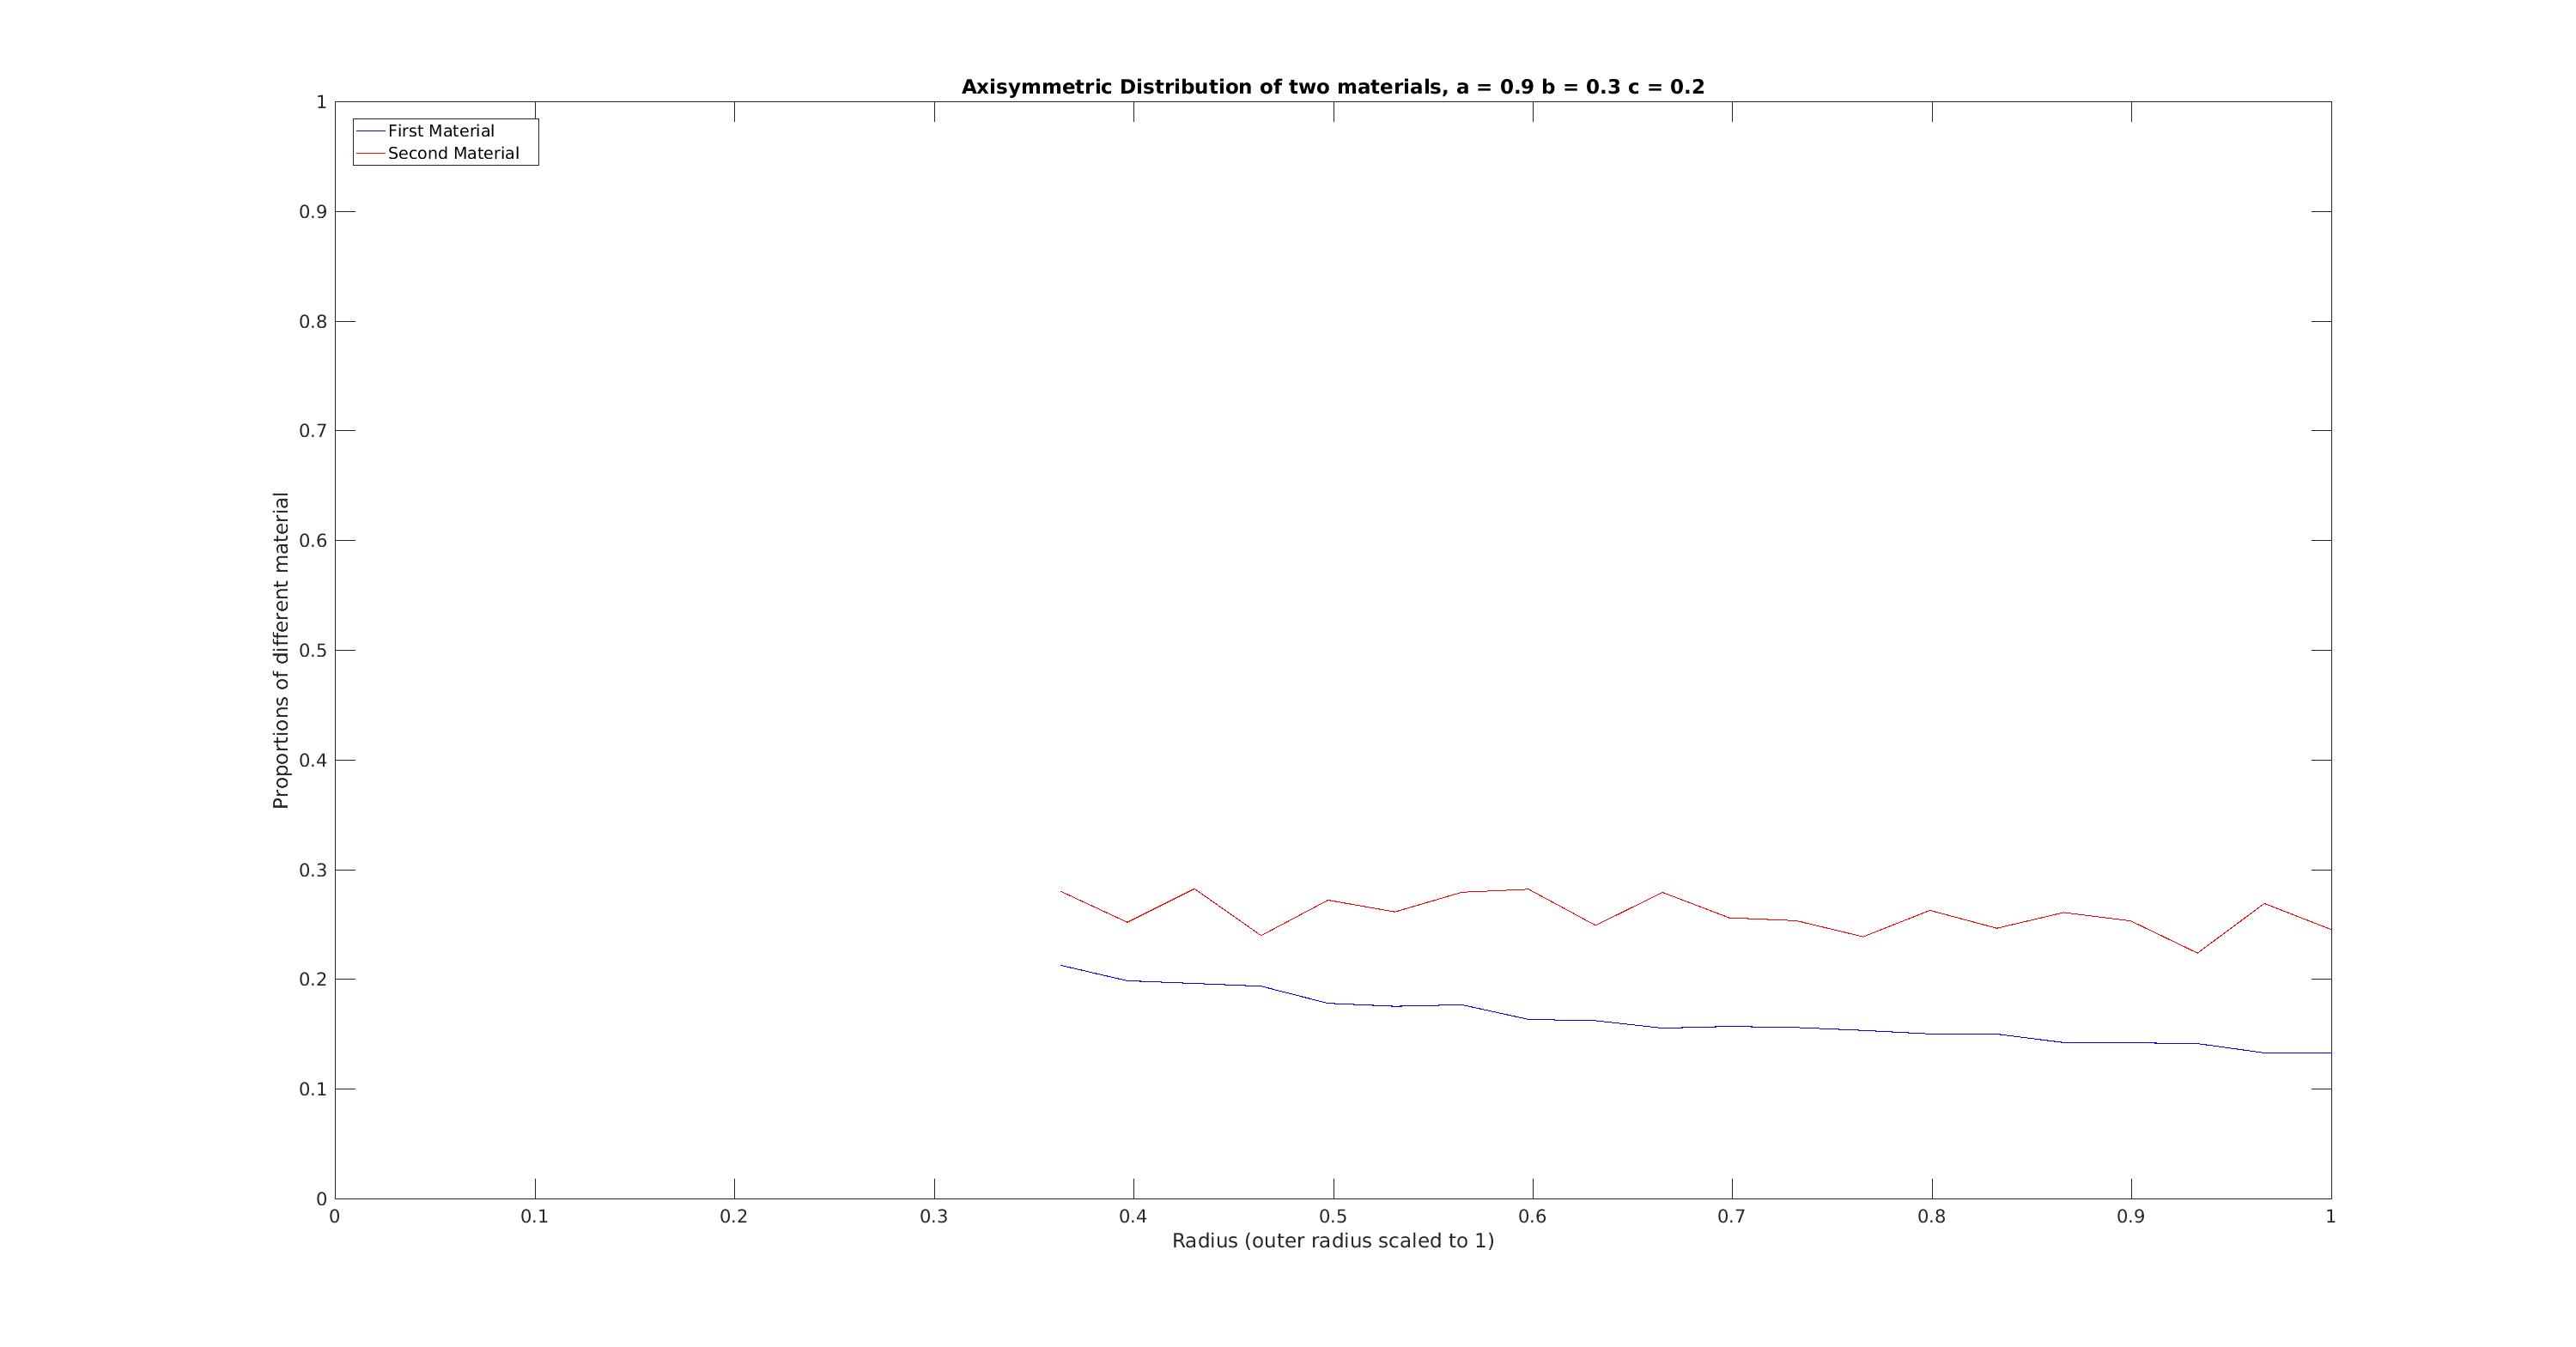 Axisymmetric Distribution of two materials, a = 0.9 b = 0.3 c = 0.2
First Material
Second Material
Proportions of different material
1
0.9
0.8
0.7
0.6
0.5
0.4
0.3
0.2
0.1
0
0 0.1 0.2 0.3 0.4 0.5 0.6 0.7 0.8 0.9 1
Radius (outer radius scaled to 1)